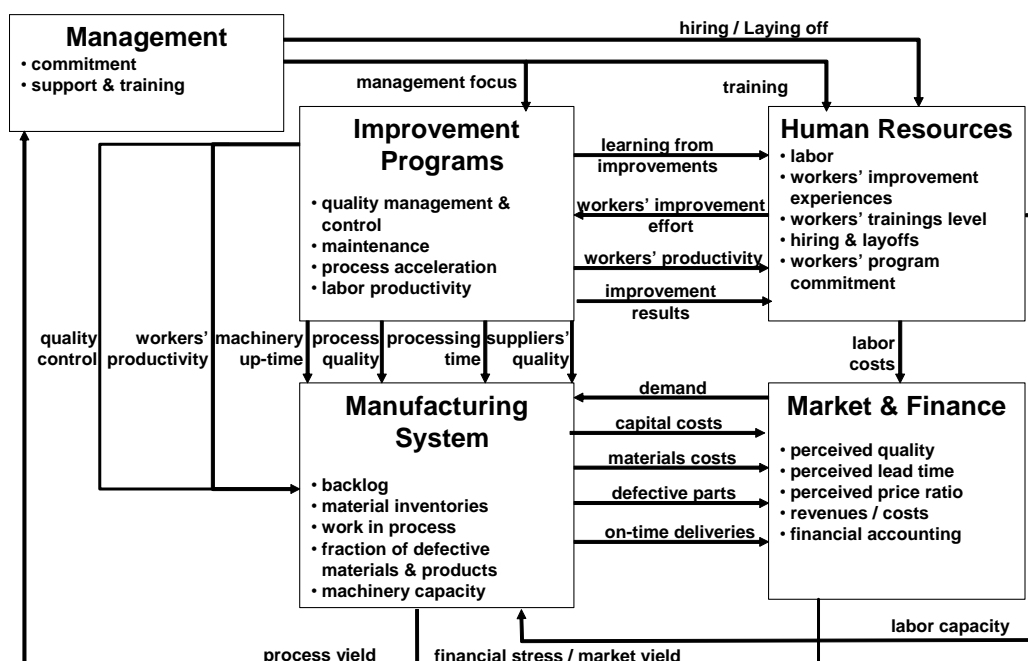 hiring / Laying off
Management
• commitment
• support & training
management focus
training
Improvement
Programs
• quality management &
control
• maintenance
• process acceleration
• labor productivity
learning from
improvements
workers' improvement
effort
workers' productivity
improvement
results
Human Resources
• labor
• workers' improvement
experiences
• workers' trainings level
• hiring & layoffs
• workers' program
commitment
quality
control
workers'
productivity
machinery
up-time
process
quality
processing
time
suppliers'
quality
labor
costs
Manufacturing
System
• backlog
• material inventories
• work in process
• fraction of defective
materials & products
• machinery capacity
demand
capital costs
materials costs
defective parts
on-time deliveries
Market & Finance
• perceived quality
• perceived lead time
• perceived price ratio
• revenues / costs
• financial accounting
labor capacity
process yield
financial stress / market yield